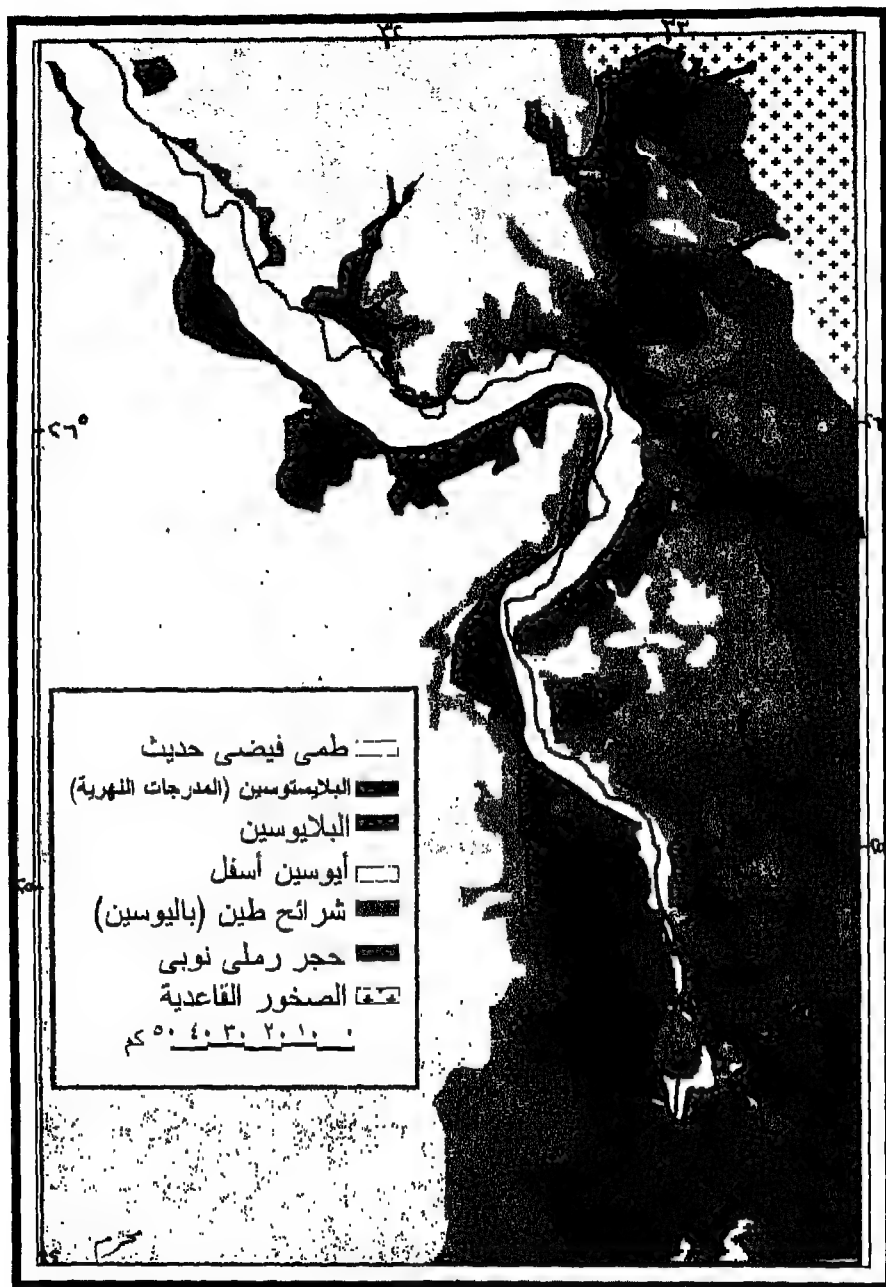 ٣٢ ٣٣
٢٦°
طمى فيضى حديث
البلايستوسين (المدرجات النهرية)
البلايوسين
أيوسين أسفل
شرائح طين (باليوسين)
حجر رملى نوبى
الصخور القاعدية
٥٠ ٤٠ ٣٠ ٢٠ ١٠ ٠
كم
محرم